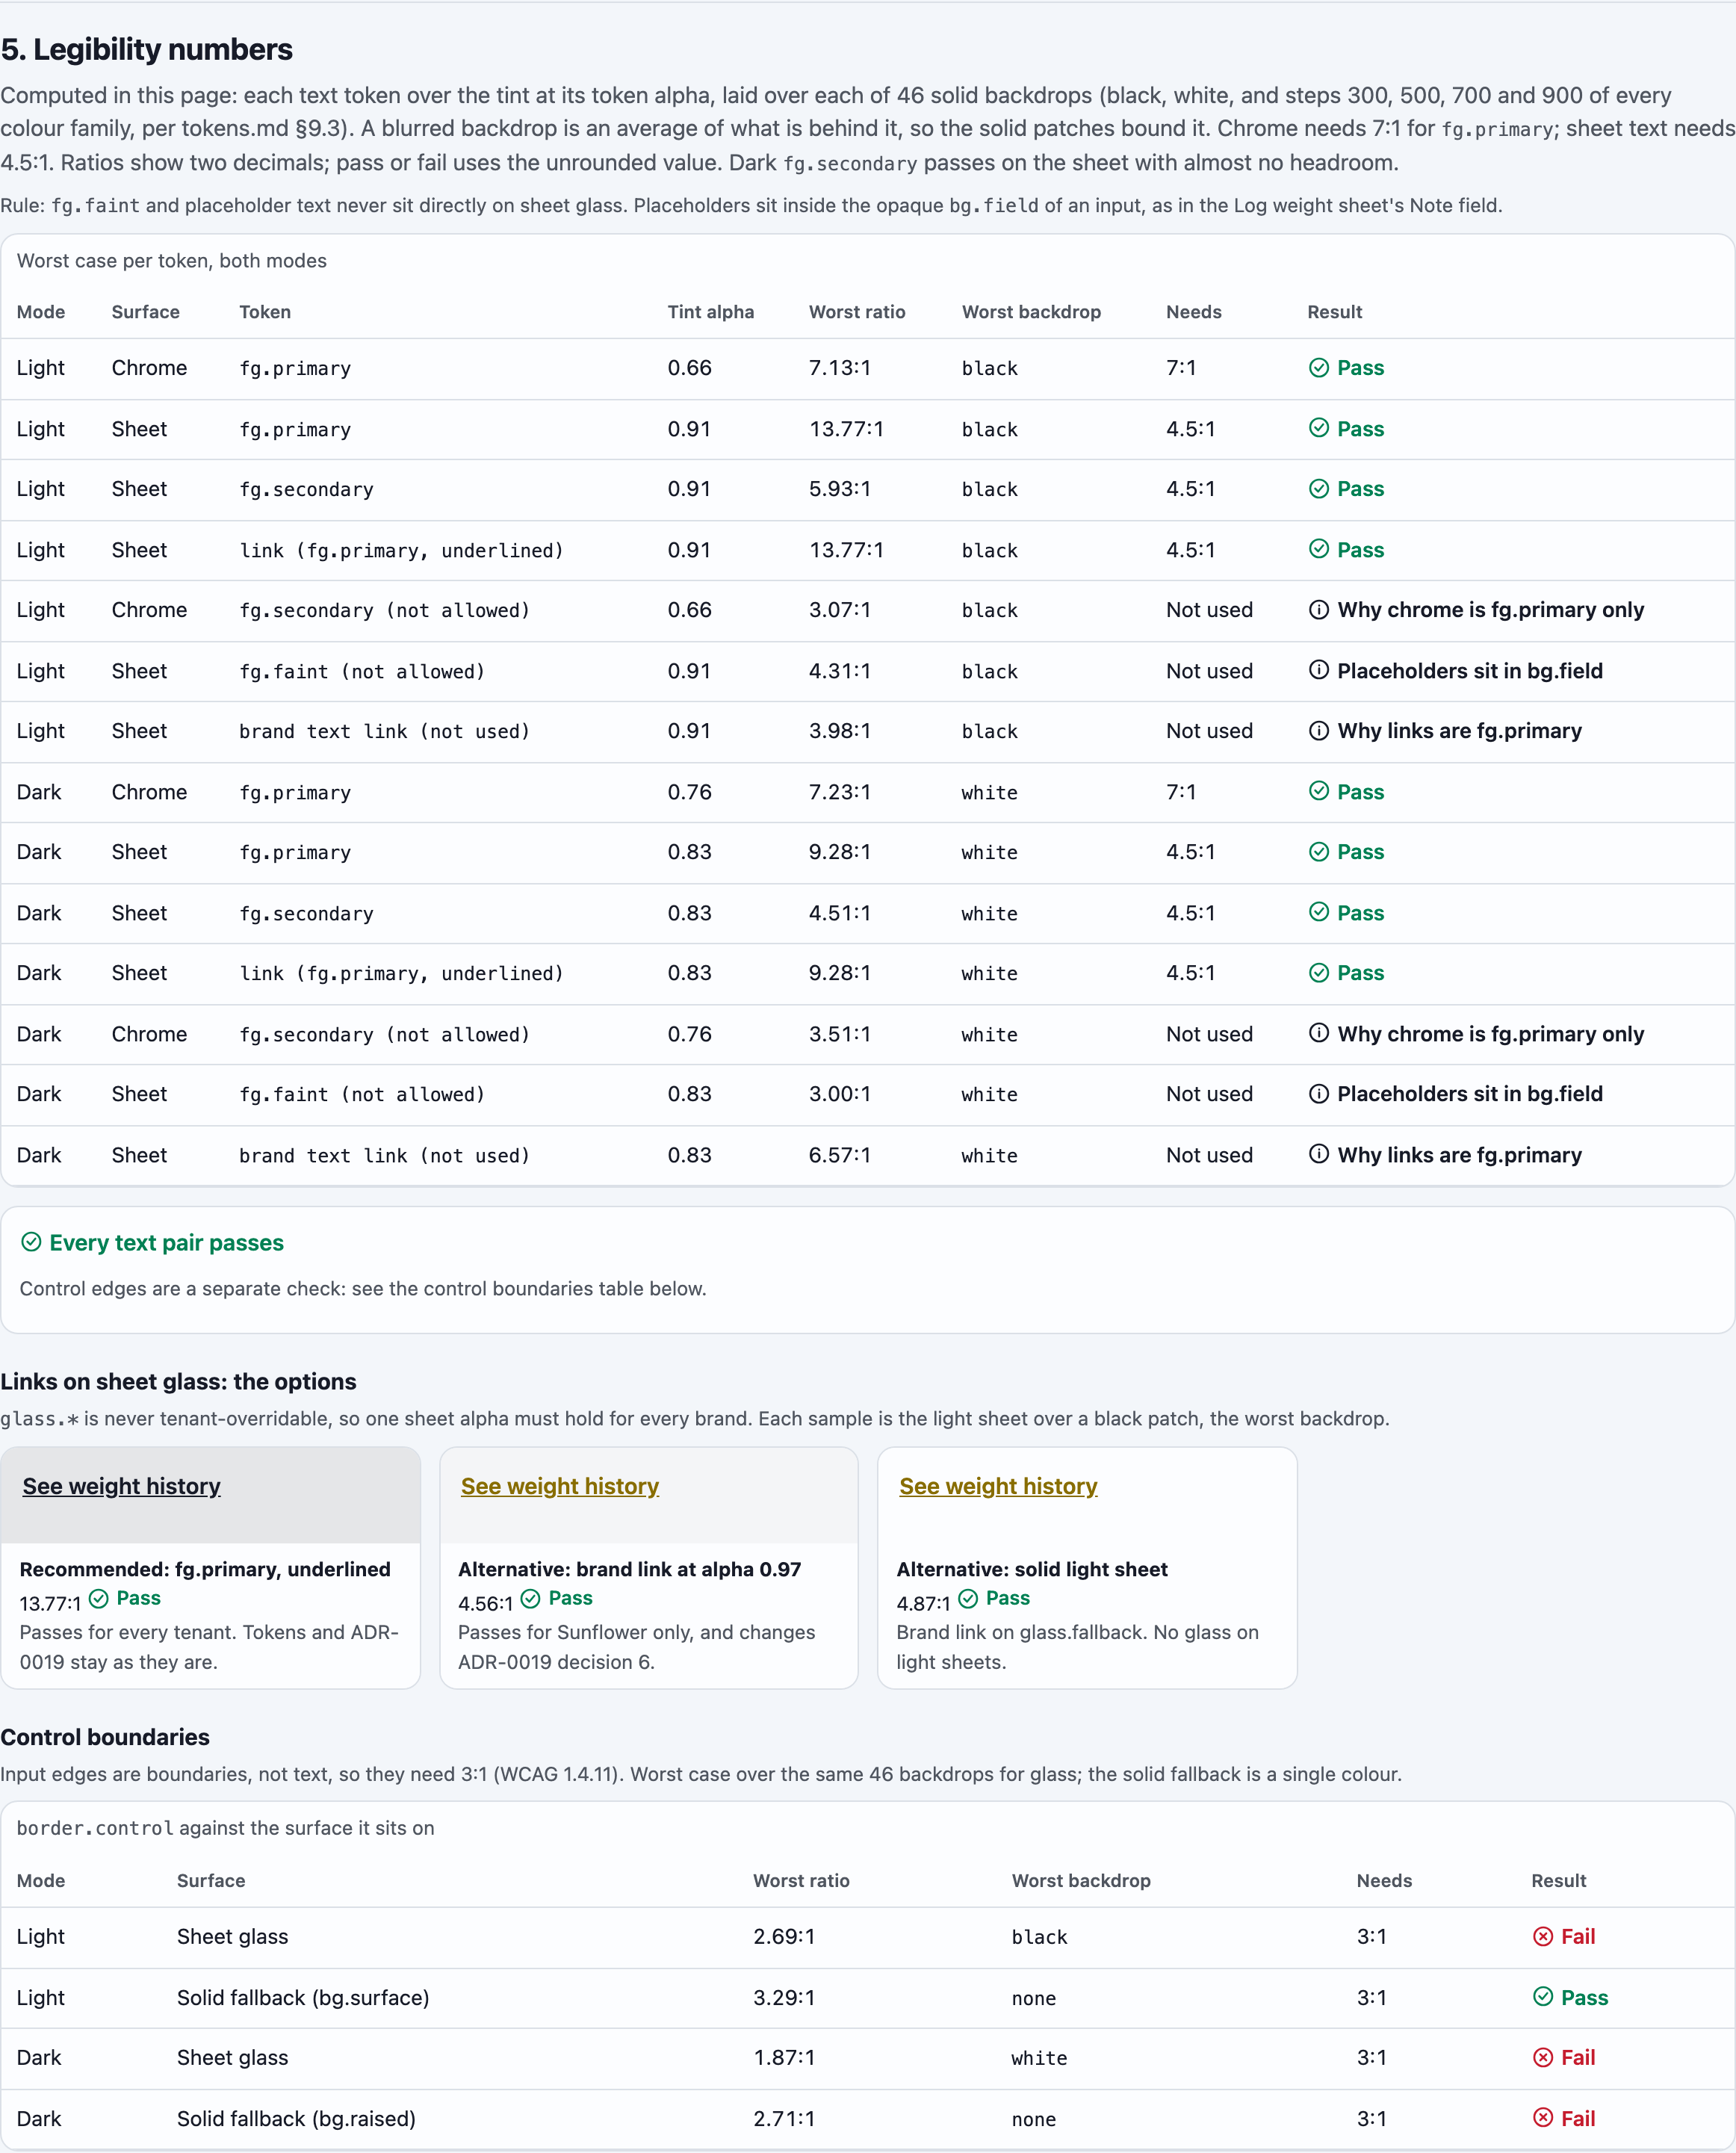 5. Legibility numbers
Computed in this page: each text token over the tint at its token alpha, laid over each of 46 solid backdrops (black, white, and steps 300, 500, 700 and 900 of every
colour family, per tokens.md §9.3). A blurred backdrop is an average of what is behind it, so the solid patches bound it. Chrome needs 7:1 for fg.primary; sheet text needs
4.5:1. Ratios show two decimals; pass or fail uses the unrounded value. Dark fg.secondary passes on the sheet with almost no headroom.
Rule: fg.faint and placeholder text never sit directly on sheet glass. Placeholders sit inside the opaque bg.field of an input, as in the Log weight sheet's Note field.
Worst case per token, both modes
Mode Surface Token Tint alpha Worst ratio Worst backdrop Needs Result
Light Chrome fg.primary 0.66 7.13:1 black 7:1 Pass
Light Sheet fg.primary 0.91 13.77:1 black 4.5:1 Pass
Light Sheet fg.secondary 0.91 5.93:1 black 4.5:1 Pass
Light Sheet link (fg.primary, underlined) 0.91 13.77:1 black 4.5:1 Pass
Light Chrome fg.secondary (not allowed) 0.66 3.07:1 black Not used Why chrome is fg.primary only
Light Sheet fg.faint (not allowed) 0.91 4.31:1 black Not used Placeholders sit in bg.field
Light Sheet brand text link (not used) 0.91 3.98:1 black Not used Why links are fg.primary
Dark Chrome fg.primary 0.76 7.23:1 white 7:1 Pass
Dark Sheet fg.primary 0.83 9.28:1 white 4.5:1 Pass
Dark Sheet fg.secondary 0.83 4.51:1 white 4.5:1 Pass
Dark Sheet link (fg.primary, underlined) 0.83 9.28:1 white 4.5:1 Pass
Dark Chrome fg.secondary (not allowed) 0.76 3.51:1 white Not used Why chrome is fg.primary only
Dark Sheet fg.faint (not allowed) 0.83 3.00:1 white Not used Placeholders sit in bg.field
Dark Sheet brand text link (not used) 0.83 6.57:1 white Not used Why links are fg.primary
Every text pair passes
Control edges are a separate check: see the control boundaries table below.
Links on sheet glass: the options
glass.* is never tenant-overridable, so one sheet alpha must hold for every brand. Each sample is the light sheet over a black patch, the worst backdrop.
See weight history
Recommended: fg.primary, underlined
13.77:1 Pass
Passes for every tenant. Tokens and ADR-
0019 stay as they are.
See weight history
Alternative: brand link at alpha 0.97
4.56:1 Pass
Passes for Sunflower only, and changes
ADR-0019 decision 6.
See weight history
Alternative: solid light sheet
4.87:1 Pass
Brand link on glass.fallback. No glass on
light sheets.
Control boundaries
Input edges are boundaries, not text, so they need 3:1 (WCAG 1.4.11). Worst case over the same 46 backdrops for glass; the solid fallback is a single colour.
border.control against the surface it sits on
Mode Surface Worst ratio Worst backdrop Needs Result
Light Sheet glass 2.69:1 black 3:1 Fail
Light Solid fallback (bg.surface) 3.29:1 none 3:1 Pass
Dark Sheet glass 1.87:1 white 3:1 Fail
Dark Solid fallback (bg.raised) 2.71:1 none 3:1 Fail